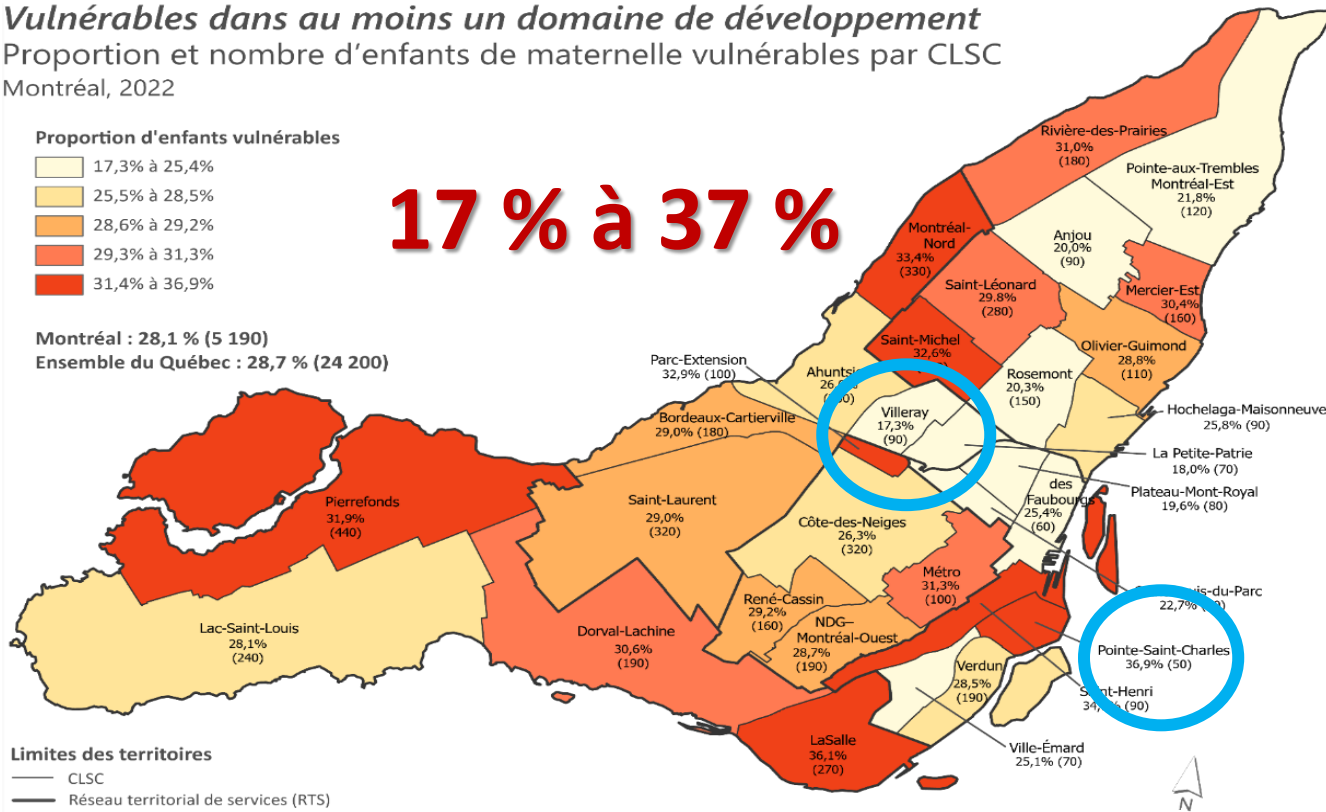 Vulnérables dans au moins un domaine de développement
Proportion et nombre d'enfants de maternelle vulnérables par CLSC
Montréal, 2022
Proportion d'enfants vulnérables
17,3% à 25,4%
25,5% à 28,5%
28,6% à 29,2%
29,3% à 31,3%
31,4% à 36,9%
Montréal : 28,1 % (5 190)
Ensemble du Québec : 28,7 % (24 200)
17 % à 37 %
Rivière-des-Prairies
31,0%
(180)
Pointe-aux-Trembles
Montréal-Est
21,8%
(120)
Montréal-
Nord
33,4%
(330)
Anjou
20,0%
(90)
Saint-Léonard
29.8%
(280)
Mercier-Est
30,4%
(160)
Saint-Michel
32,6%
Olivier-Guimond
28,8%
(110)
Parc-Extension
32,9% (100)
Rosemont
20,3%
(150)
Villeray
17,3%
(90)
Hochelaga-Maisonneuve
25,8% (90)
Bordeaux-Cartierville
29,0% (180)
La Petite-Patrie
18,0% (70)
Plateau-Mont-Royal
19,6% (80)
des
Faubourgs
25,4%
(60)
Pierrefonds
31,9%
(440)
Saint-Laurent
29,0%
(320)
Côte-des-Neiges
26,3%
(320)
Métro
31,3%
(100)
22,7%
René-Cassin
29,2%
(160)
NDG–
Montréal-Ouest
28,7%
(190)
Lac-Saint-Louis
28,1%
(240)
Dorval-Lachine
30,6%
(190)
Pointe-Saint-Charles
36,9% (50)
Verdun
28,5%
(190)
(90)
LaSalle
36,1%
(270)
Ville-Émard
25,1% (70)
Limites des territoires
CLSC
Réseau territorial de services (RTS)
N